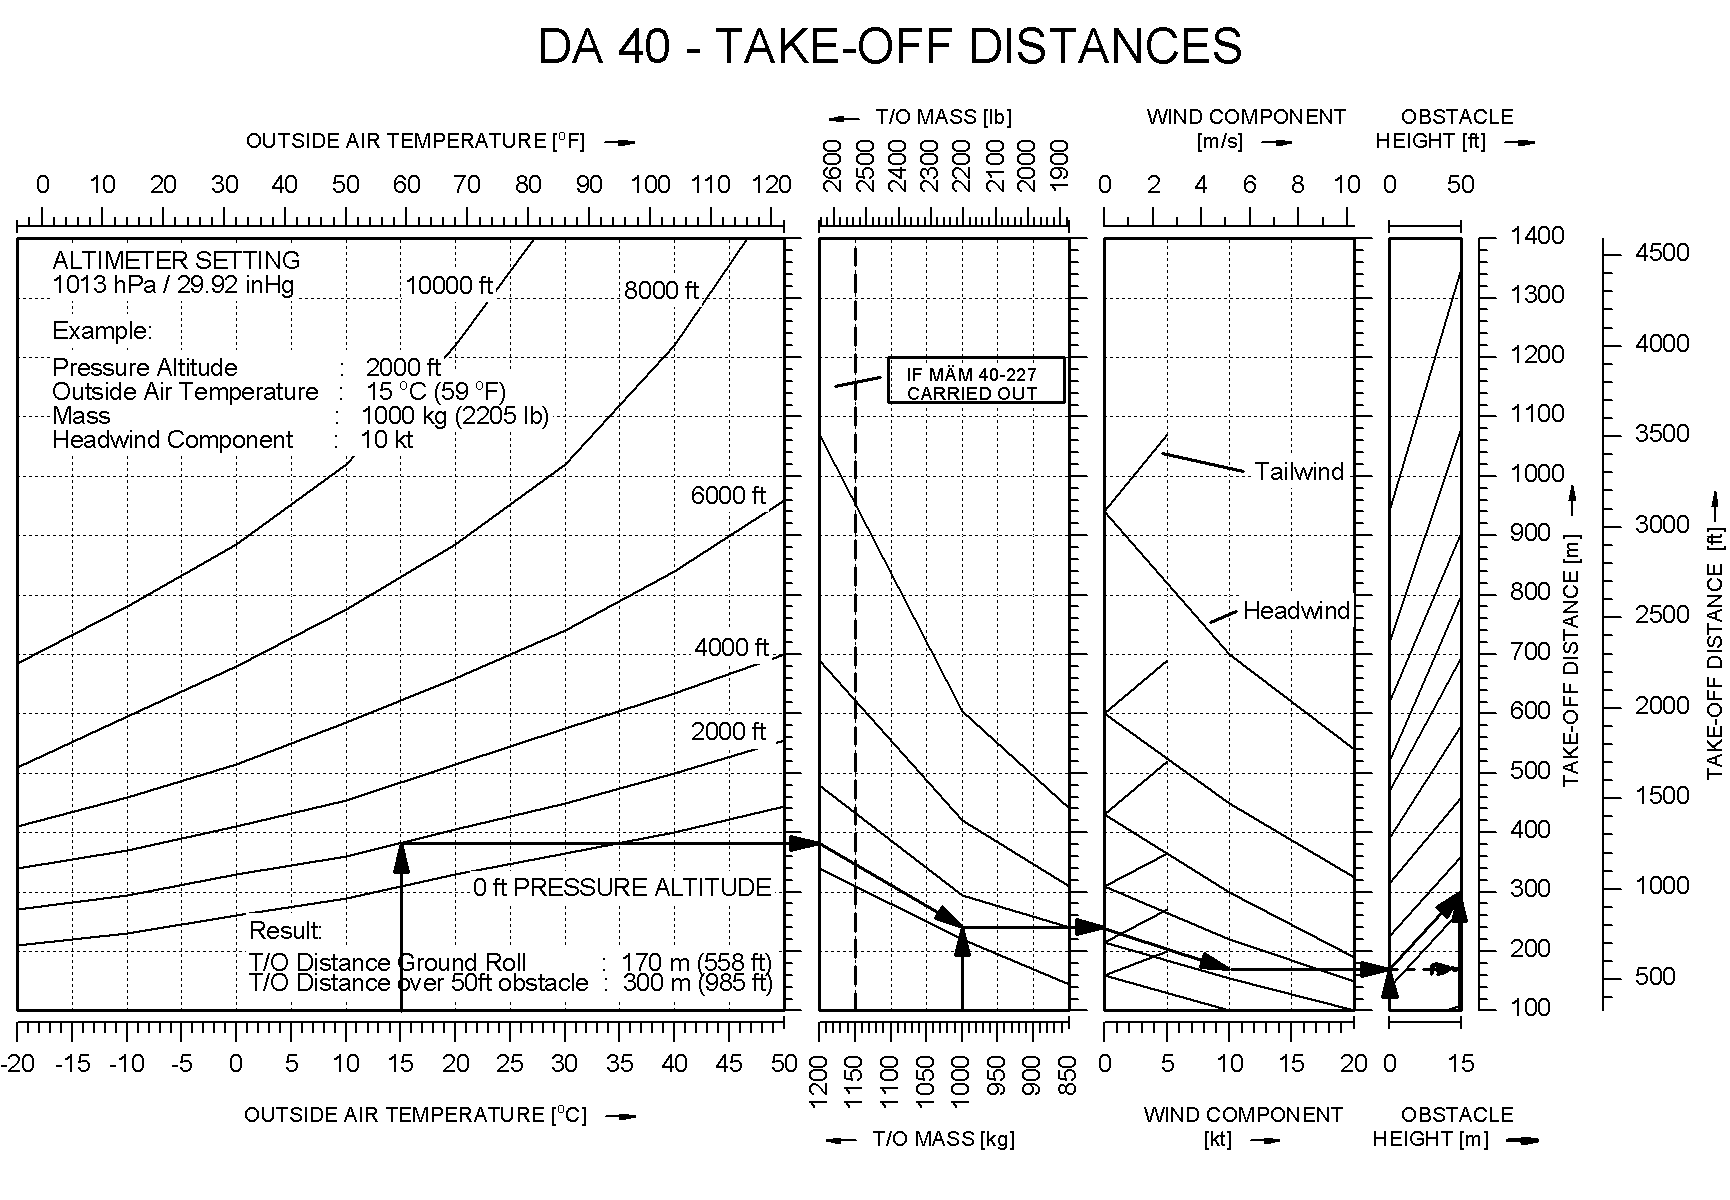 DA 40 - TAKE-OFF DISTANCES
OUTSIDE AIR TEMPERATURE [°F]
0 10 20 30 40 50 60 70 80 90 100 110 120
T/O MASS [lb]
2600 2500 2400 2300 2200 2100 2000 1900
WIND COMPONENT
[m/s]
0 2 4 6 8 10
OBSTACLE
HEIGHT [ft]
0 50
ALTIMETER SETTING
1013 hPa / 29.92 inHg
Example:
Pressure Altitude : 2000 ft
Outside Air Temperature : 15 °C (59 °F)
Mass : 1000 kg (2205 lb)
Headwind Component : 10 kt
10000 ft
8000 ft
6000 ft
4000 ft
2000 ft
0 ft PRESSURE ALTITUDE
Result:
T/O Distance Ground Roll : 170 m (558 ft)
T/O Distance over 50ft obstacle : 300 m (985 ft)
IF MÄM 40-227
CARRIED OUT
Tailwind
Headwind
1400
1300
1200
1100
1000
900
800
700
600
500
400
300
200
100
TAKE-OFF DISTANCE [m]
4500
4000
3500
3000
2500
2000
1500
1000
500
TAKE-OFF DISTANCE [ft]
-20 -15 -10 -5 0 5 10 15 20 25 30 35 40 45 50
OUTSIDE AIR TEMPERATURE [°C]
1200 1150 1100 1050 1000 950 900 850
T/O MASS [kg]
0 5 10 15 20
WIND COMPONENT
[kt]
0 15
OBSTACLE
HEIGHT [m]